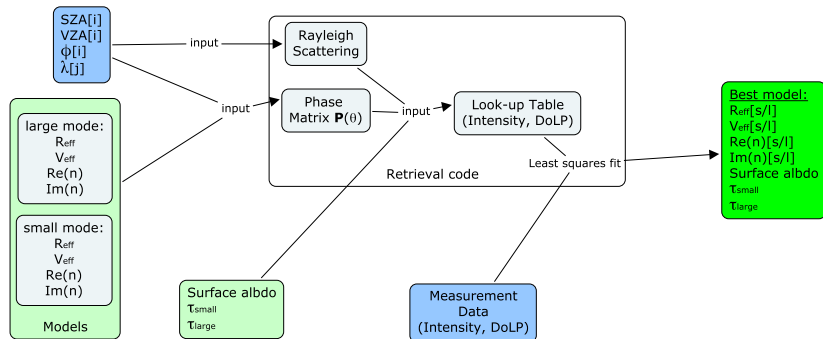 SZA[i]
VZA[i]
ϕ[i]
λ[j]
input
Rayleigh
Scattering
input
Phase
Matrix P(θ)
input
Look-up Table
(Intensity, DoLP)
Least squares fit
Retrieval code
large mode:
Reff
Veff
Re(n)
Im(n)
small mode:
Reff
Veff
Re(n)
Im(n)
Models
Surface albdo
τsmall
τlarge
Measurement
Data
(Intensity, DoLP)
Best model:
Reff[s/l]
Veff[s/l]
Re(n)[s/l]
Im(n)[s/l]
Surface albdo
τsmall
τlarge